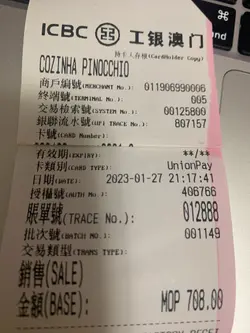 ICBC 工银澳门
持卡人存根(CardHolder Copy)
COZINHA PINOCCHIO
商戶編號(MERCHANT No.): 011906990006
終端號(TERMINAL No.): 005
交易檢索號(SYSTEM No.): 00125800
銀聯流水號(UPI TRACE No.): 807157
卡號(CARD Number):
有效期(EXPIRY): **/**
卡類別(CARD TYPE): UnionPay
日期(DATE): 2023-01-27 21:17:41
授權號(AUTH No.): 406766
賬單號(TRACE No.): 012888
批次號(BATCH No.): 001149
交易類型(TRANS TYPE):
銷售(SALE)
金額(BASE): MOP 708.00